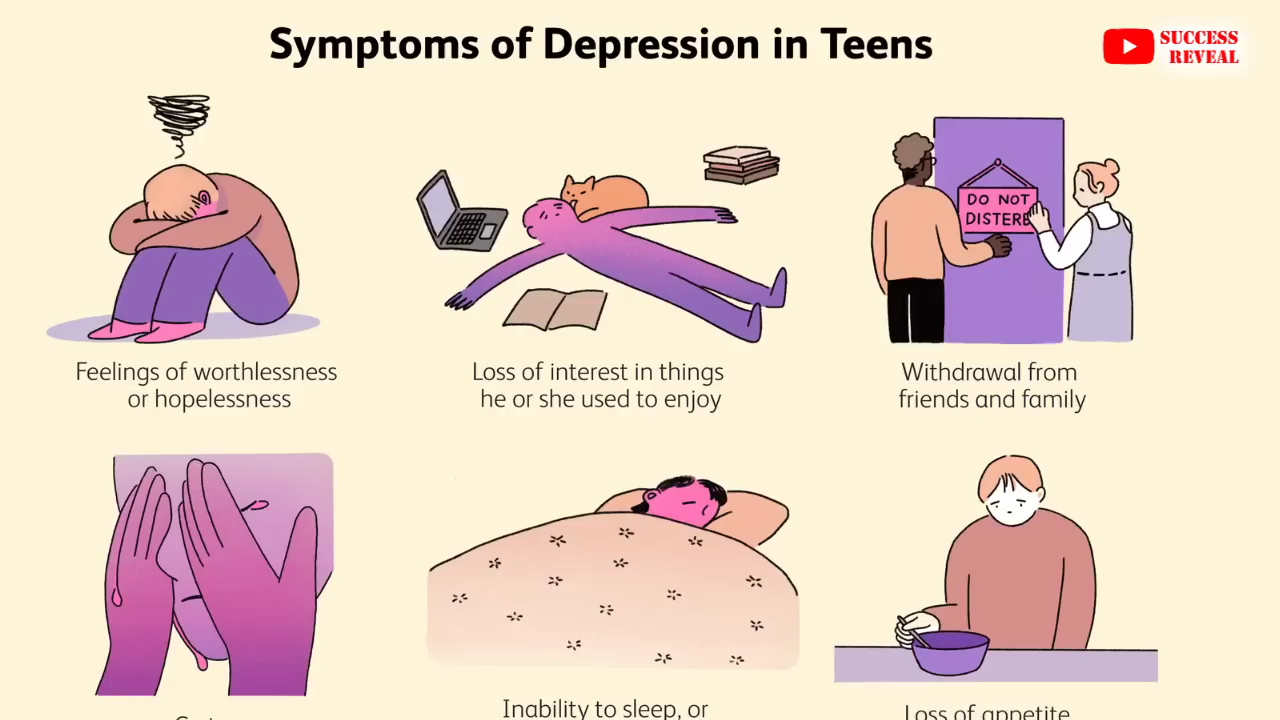 Symptoms of Depression in Teens
SUCCESS
REVEAL
DO NOT
DISTERB
Feelings of worthlessness
or hopelessness
Loss of interest in things
he or she used to enjoy
Withdrawal from
friends and family
Inability to sleep, or
Loss of appetite